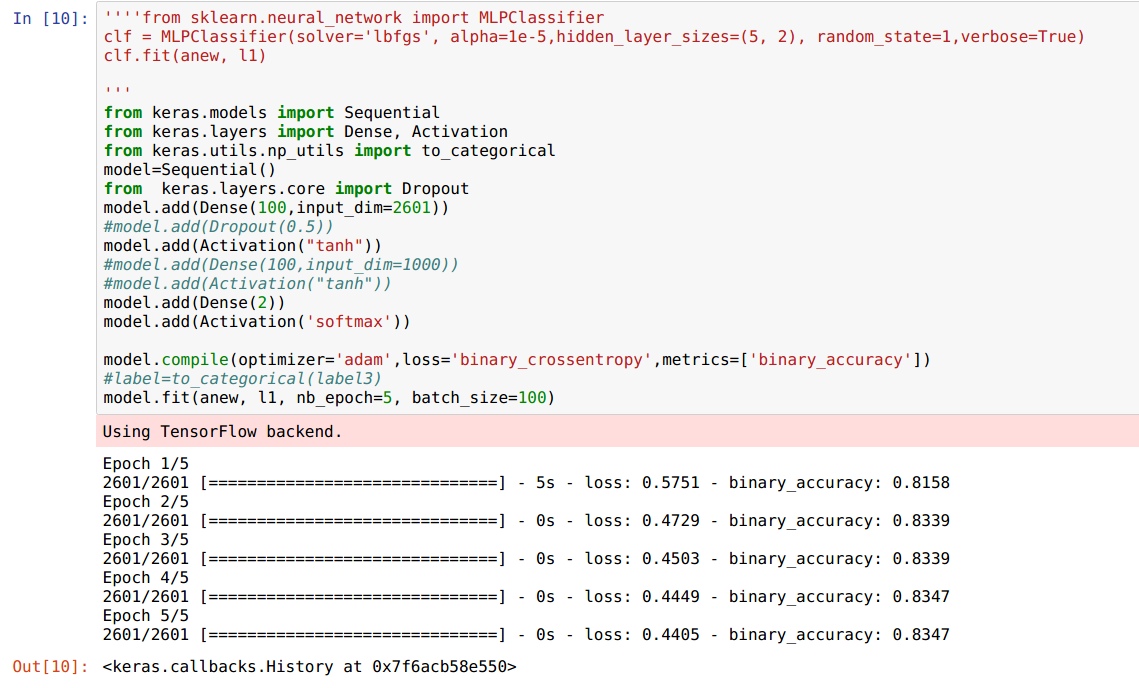 In [10]: ''''from sklearn.neural_network import MLPClassifier
clf = MLPClassifier(solver='lbfgs', alpha=1e-5,hidden_layer_sizes=(5, 2), random_state=1,verbose=True)
clf.fit(anew, l1)
'''
from keras.models import Sequential
from keras.layers import Dense, Activation
from keras.utils.np_utils import to_categorical
model=Sequential()
from  keras.layers.core import Dropout
model.add(Dense(100,input_dim=2601))
#model.add(Dropout(0.5))
model.add(Activation("tanh"))
#model.add(Dense(100,input_dim=1000))
#model.add(Activation("tanh"))
model.add(Dense(2))
model.add(Activation('softmax'))
model.compile(optimizer='adam',loss='binary_crossentropy',metrics=['binary_accuracy'])
#label=to_categorical(label3)
model.fit(anew, l1, nb_epoch=5, batch_size=100)
Using TensorFlow backend.
Epoch 1/5
2601/2601 [==============================] - 5s - loss: 0.5751 - binary_accuracy: 0.8158
Epoch 2/5
2601/2601 [==============================] - 0s - loss: 0.4729 - binary_accuracy: 0.8339
Epoch 3/5
2601/2601 [==============================] - 0s - loss: 0.4503 - binary_accuracy: 0.8339
Epoch 4/5
2601/2601 [==============================] - 0s - loss: 0.4449 - binary_accuracy: 0.8347
Epoch 5/5
2601/2601 [==============================] - 0s - loss: 0.4405 - binary_accuracy: 0.8347
Out[10]: <keras.callbacks.History at 0x7f6acb58e550>